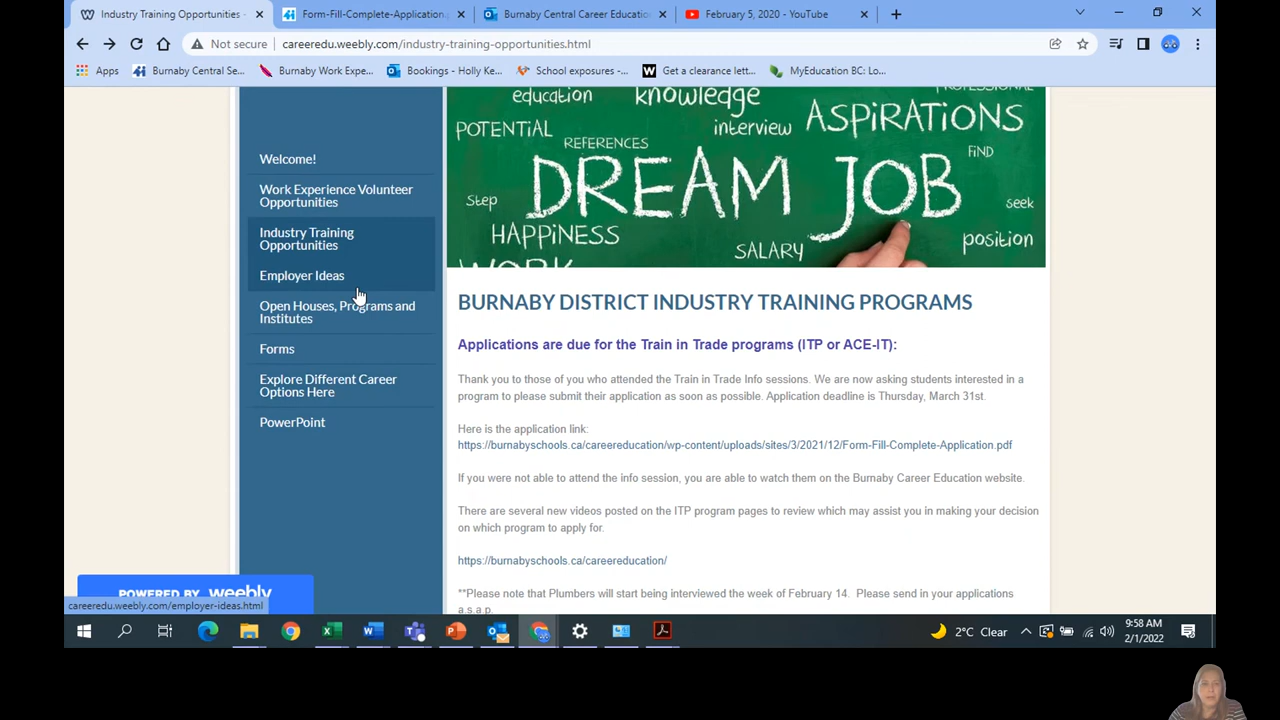 Industry Training Opportunities -
Form-Fill-Complete-Application.
Burnaby Central Career Educatio
February 5, 2020 - YouTube
Not secure
careeredu.weebly.com/industry-training-opportunities.html
Apps
Burnaby Central Se...
Burnaby Work Expe...
Bookings - Holly Ke...
School exposures -...
Get a clearance lett...
MyEducation BC: Lo...
Welcome!
Work Experience Volunteer
Opportunities
Industry Training
Opportunities
Employer Ideas
Open Houses, Programs and
Institutes
Forms
Explore Different Career
Options Here
PowerPoint
POWERED BY weebly
careeredu.weebly.com/employer-ideas.html
education
knowledge
PROFESSIONAL
POTENTiAL
interview
ASPiRATiONS
REFERENCES
FiND
DREAM JOB
Step
seek
HAPPiNESS
SALARY
position
WORK
BURNABY DISTRICT INDUSTRY TRAINING PROGRAMS
Applications are due for the Train in Trade programs (ITP or ACE-IT):
Thank you to those of you who attended the Train in Trade Info sessions. We are now asking students interested in a
program to please submit their application as soon as possible. Application deadline is Thursday, March 31st.
Here is the application link:
https://burnabyschools.ca/careereducation/wp-content/uploads/sites/3/2021/12/Form-Fill-Complete-Application.pdf
If you were not able to attend the info session, you are able to watch them on the Burnaby Career Education website.
There are several new videos posted on the ITP program pages to review which may assist you in making your decision
on which program to apply for.
https://burnabyschools.ca/careereducation/
**Please note that Plumbers will start being interviewed the week of February 14. Please send in your applications
a.s.a.p.
2°C Clear
9:58 AM
2/1/2022